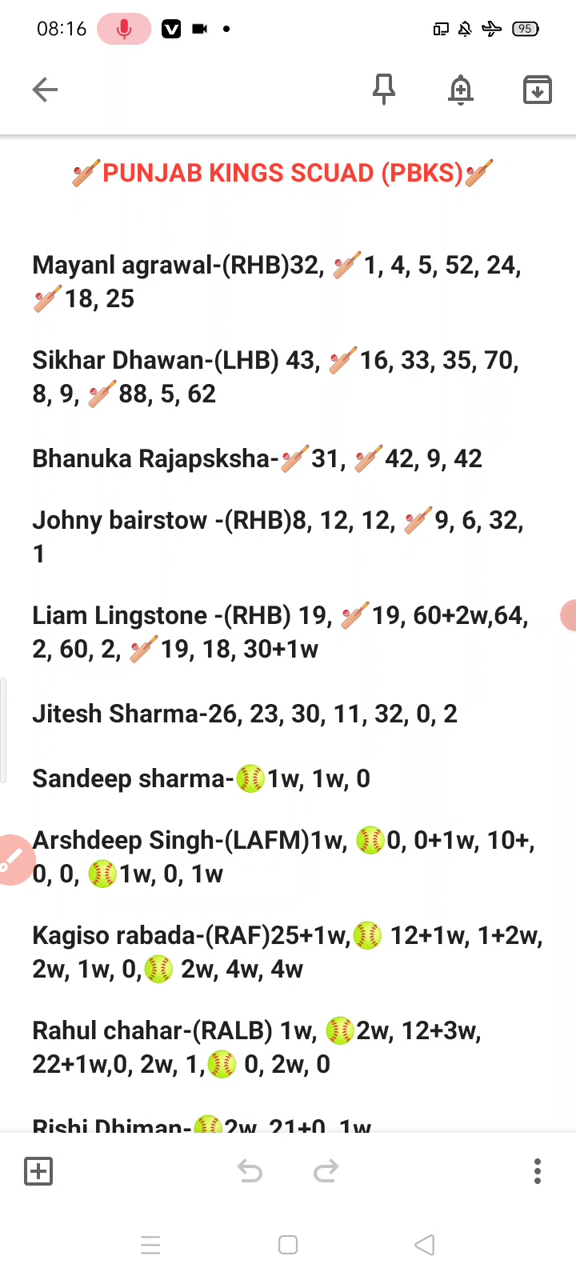 08:16
95
🏏PUNJAB KINGS SCUAD (PBKS)🏏
Mayanl agrawal-(RHB)32, 🏏1, 4, 5, 52, 24,
🏏18, 25
Sikhar Dhawan-(LHB) 43, 🏏16, 33, 35, 70,
8, 9, 🏏88, 5, 62
Bhanuka Rajapsksha-🏏31, 🏏42, 9, 42
Johny bairstow -(RHB)8, 12, 12, 🏏9, 6, 32,
1
Liam Lingstone -(RHB) 19, 🏏19, 60+2w,64,
2, 60, 2, 🏏19, 18, 30+1w
Jitesh Sharma-26, 23, 30, 11, 32, 0, 2
Sandeep sharma-🥎1w, 1w, 0
Arshdeep Singh-(LAFM)1w, 🥎0, 0+1w, 10+,
0, 0, 🥎1w, 0, 1w
Kagiso rabada-(RAF)25+1w,🥎 12+1w, 1+2w,
2w, 1w, 0,🥎 2w, 4w, 4w
Rahul chahar-(RALB) 1w, 🥎2w, 12+3w,
22+1w,0, 2w, 1,🥎 0, 2w, 0
Rishi Dhiman-🥎2w, 21+0, 1w